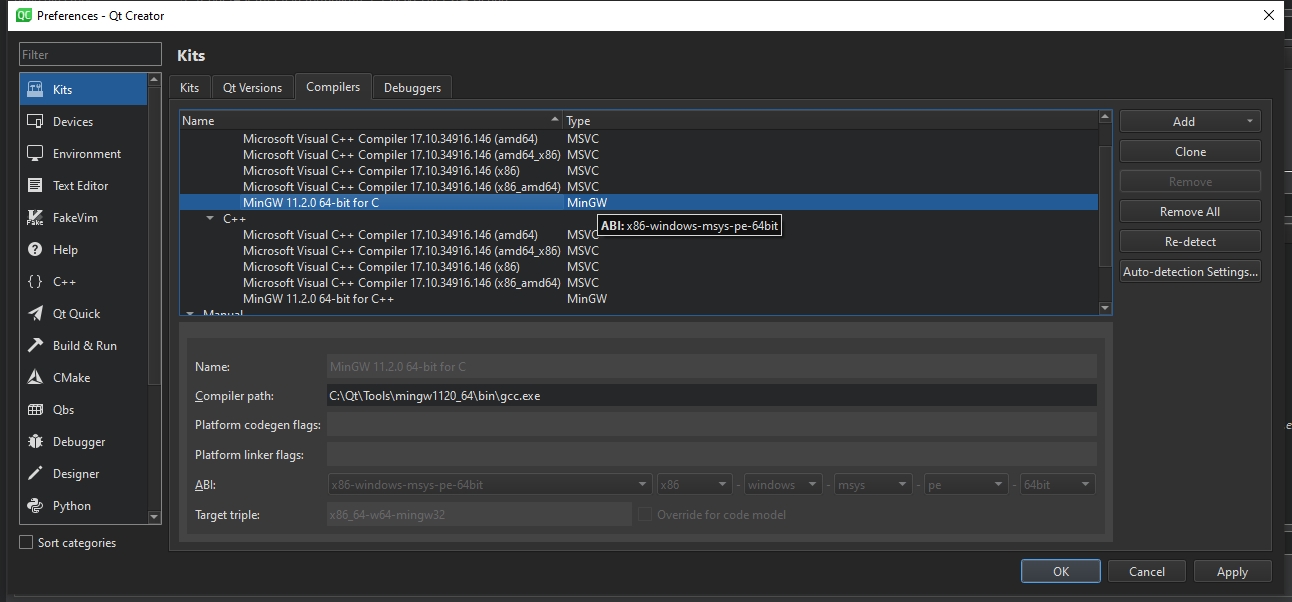 QC Preferences - Qt Creator
Filter
Kits
Devices
Environment
Text Editor
Fake FakeVim
Help
{} C++
Qt Quick
Build & Run
CMake
Qbs
Debugger
Designer
Python
Sort categories
Kits
Kits Qt Versions Compilers Debuggers
Name Type
Microsoft Visual C++ Compiler 17.10.34916.146 (amd64) MSVC
Microsoft Visual C++ Compiler 17.10.34916.146 (amd64_x86) MSVC
Microsoft Visual C++ Compiler 17.10.34916.146 (x86) MSVC
Microsoft Visual C++ Compiler 17.10.34916.146 (x86_amd64) MSVC
MinGW 11.2.0 64-bit for C MinGW
C++
ABI: x86-windows-msys-pe-64bit
Microsoft Visual C++ Compiler 17.10.34916.146 (amd64) MSVC
Microsoft Visual C++ Compiler 17.10.34916.146 (amd64_x86) MSVC
Microsoft Visual C++ Compiler 17.10.34916.146 (x86) MSVC
Microsoft Visual C++ Compiler 17.10.34916.146 (x86_amd64) MSVC
MinGW 11.2.0 64-bit for C++ MinGW
Manual
Add
Clone
Remove
Remove All
Re-detect
Auto-detection Settings...
Name: MinGW 11.2.0 64-bit for C
Compiler path: C:\Qt\Tools\mingw1120_64\bin\gcc.exe
Platform codegen flags:
Platform linker flags:
ABI: x86-windows-msys-pe-64bit x86 - windows - msys - pe - 64bit
Target triple: x86_64-w64-mingw32 Override for code model
OK Cancel Apply